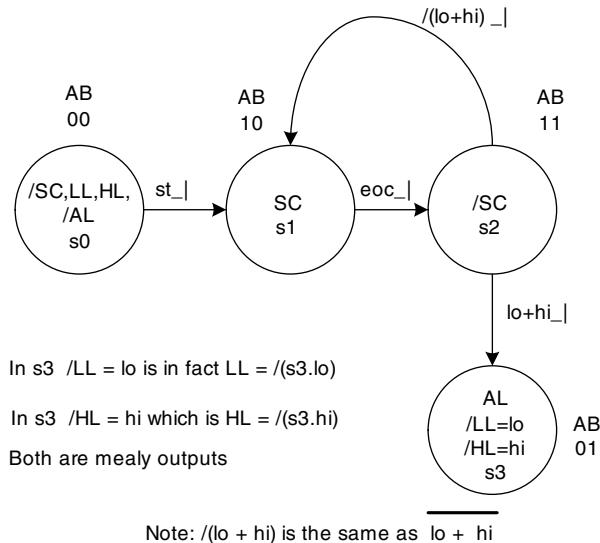 /(lo+hi) _|
AB
00
AB
10
AB
11
/SC,LL,HL,
/AL
s0
st_|
SC
s1
eoc_|
/SC
s2
lo+hi_|
In s3 /LL = lo is in fact LL = /(s3.lo)
In s3 /HL = hi which is HL = /(s3.hi)
Both are mealy outputs
AL
/LL=lo
/HL=hi
s3
AB
01
Note: /(lo + hi) is the same as lo + hi